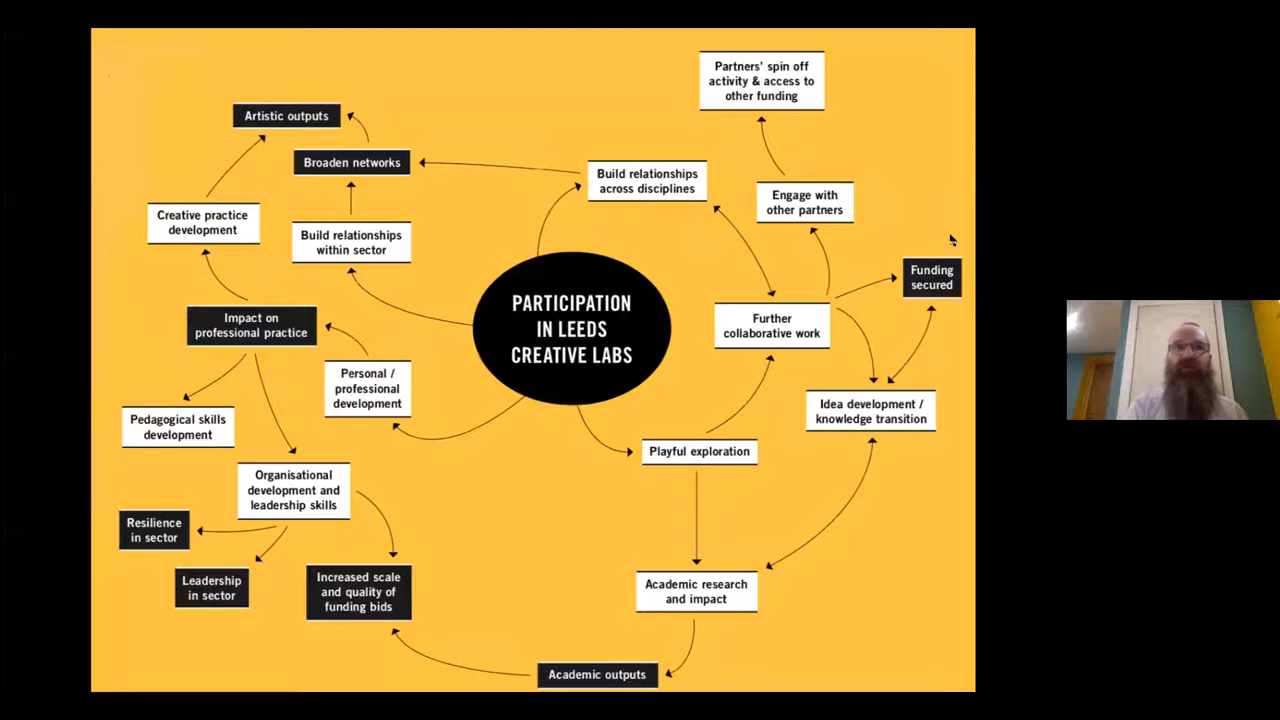 Partners' spin off
activity & access to
other funding
Artistic outputs
Broaden networks
Build relationships
across disciplines
Engage with
other partners
Creative practice
development
Build relationships
within sector
Funding
secured
PARTICIPATION
IN LEEDS
CREATIVE LABS
Impact on
professional practice
Further
collaborative work
Personal /
professional
development
Idea development /
knowledge transition
Pedagogical skills
development
Playful exploration
Organisational
development and
leadership skills
Resilience
in sector
Leadership
in sector
Increased scale
and quality of
funding bids
Academic research
and impact
Academic outputs